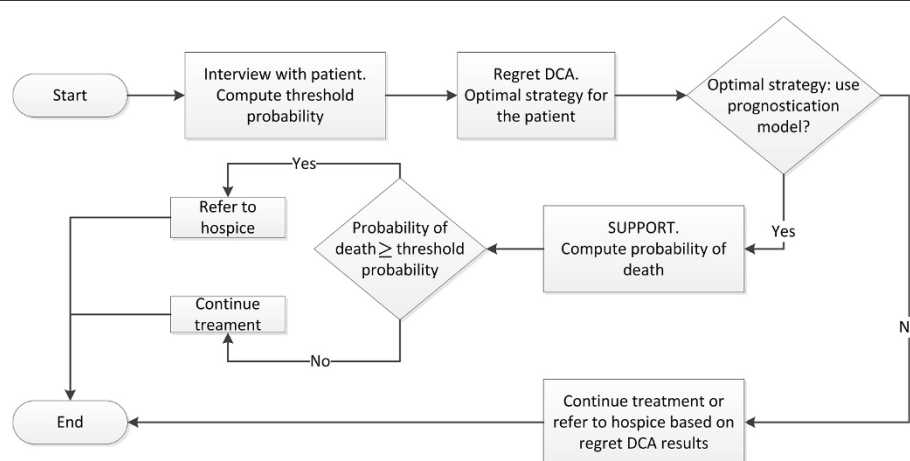 Start
Interview with patient.
Compute threshold
probability
Regret DCA.
Optimal strategy for
the patient
Optimal strategy: use
prognostication
model?
Yes
Refer to
hospice
Probability of
death ≥ threshold
probability
SUPPORT.
Compute probability of
death
Yes
Continue
treament
No
N
End
Continue treatment or
refer to hospice based on
regret DCA results